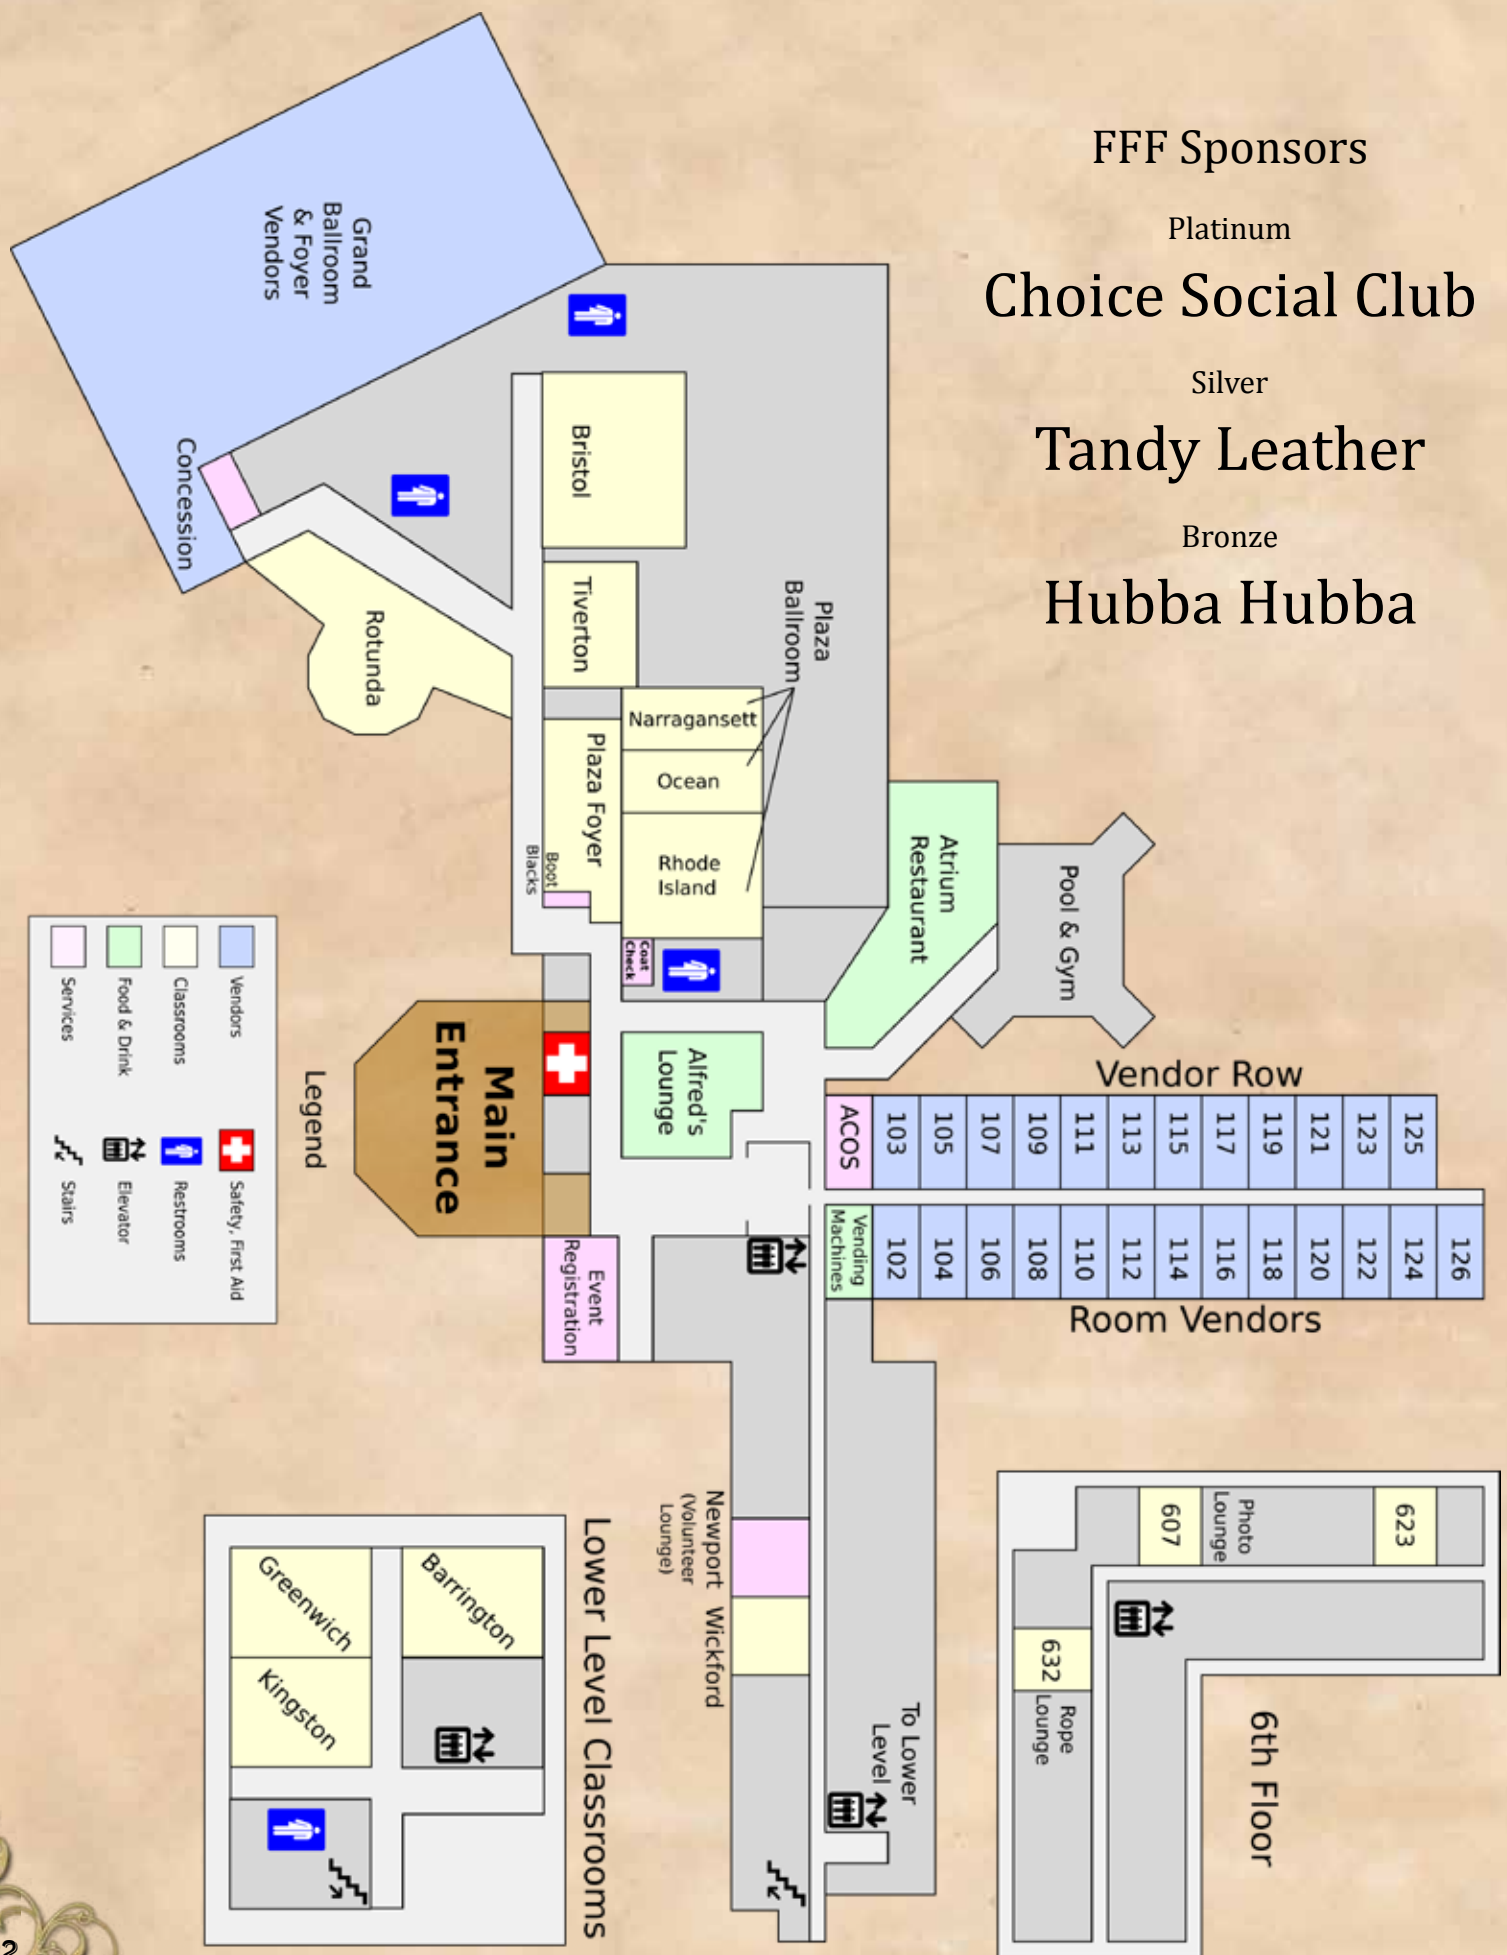 FFF Sponsors
Platinum
Choice Social Club
Silver
Tandy Leather
Bronze
Hubba Hubba
Grand
Ballroom
& Foyer
Vendors
Concession
Bristol
Tiverton
Rotunda
Plaza
Ballroom
Narragansett
Ocean
Rhode
Island
Plaza Foyer
Boot
Blacks
Coat
Check
Atrium
Restaurant
Pool & Gym
Alfred's
Lounge
Main
Entrance
Event
Registration
Vendor Row
ACOS
103
105
107
109
111
113
115
117
119
121
123
125
Vending
Machines
102
104
106
108
110
112
114
116
118
120
122
124
126
Room Vendors
Legend
Vendors
Classrooms
Food & Drink
Services
Safety, First Aid
Restrooms
Elevator
Stairs
Newport
(Volunteer
Lounge)
Wickford
To Lower
Level
Lower Level Classrooms
Barrington
Greenwich
Kingston
6th Floor
607
Photo
Lounge
623
632
Rope
Lounge
2